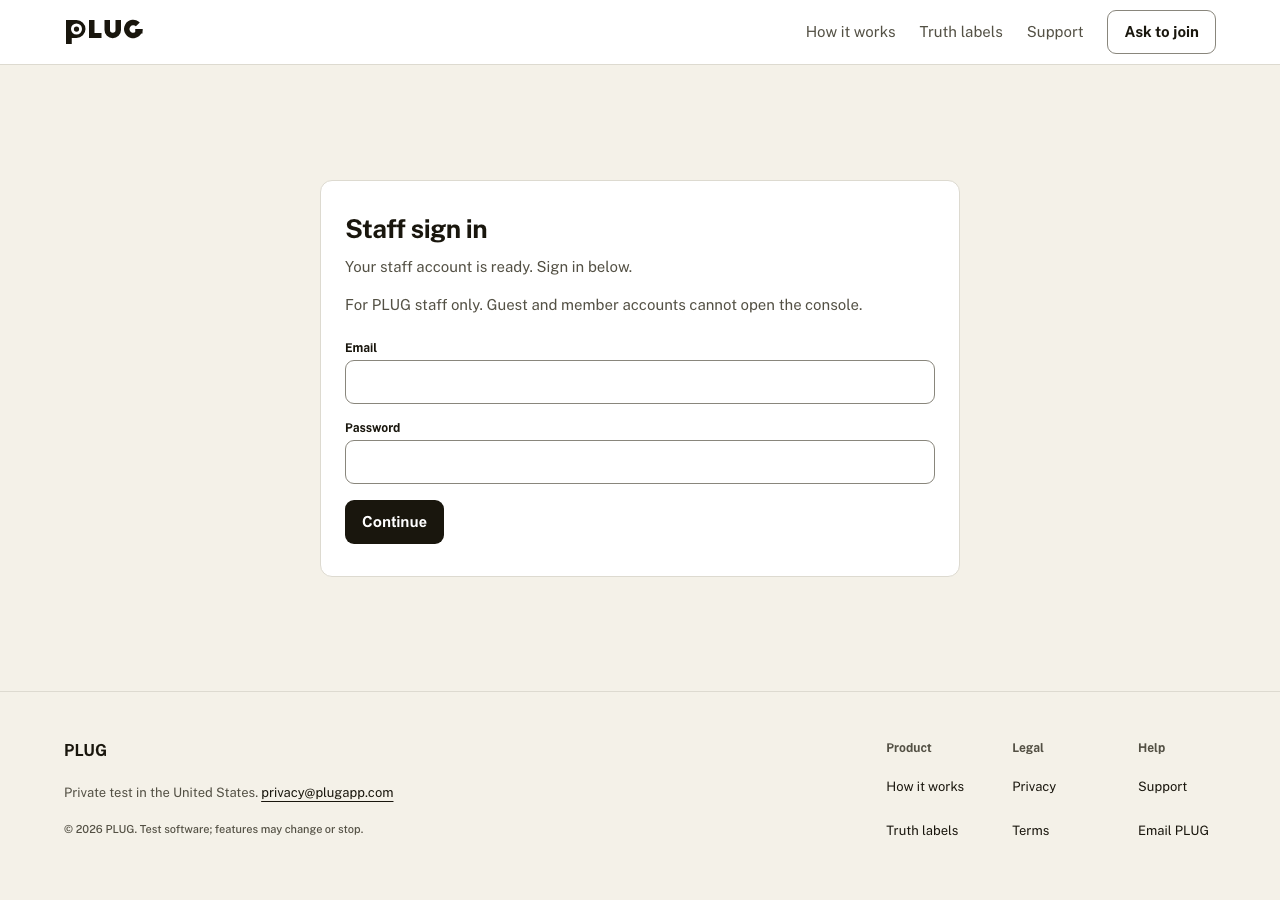 PLUG
How it works
Truth labels
Support
Ask to join
Staff sign in
Your staff account is ready. Sign in below.
For PLUG staff only. Guest and member accounts cannot open the console.
Email
Password
Continue
PLUG
Private test in the United States. privacy@plugapp.com
© 2026 PLUG. Test software; features may change or stop.
Product
How it works
Truth labels
Legal
Privacy
Terms
Help
Support
Email PLUG